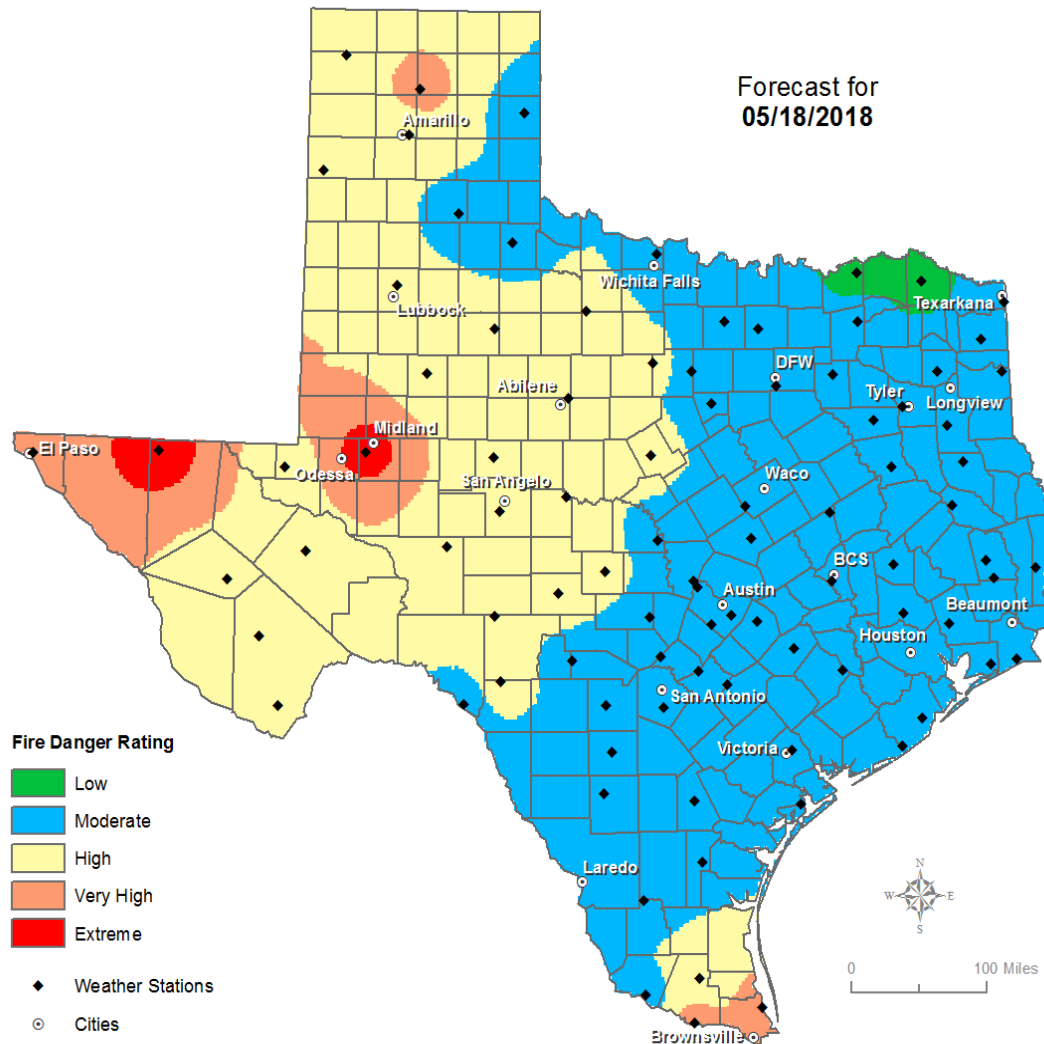 Forecast for
05/18/2018
Amarillo
Wichita Falls
Texarkana
Lubbock
DFW
Abilene
Tyler
Longview
Midland
El Paso
Odessa
San Angelo
Waco
BCS
Austin
Beaumont
Houston
San Antonio
Victoria
Laredo
Brownsville
Fire Danger Rating
Low
Moderate
High
Very High
Extreme
Weather Stations
Cities
N
W E
S
0 100 Miles